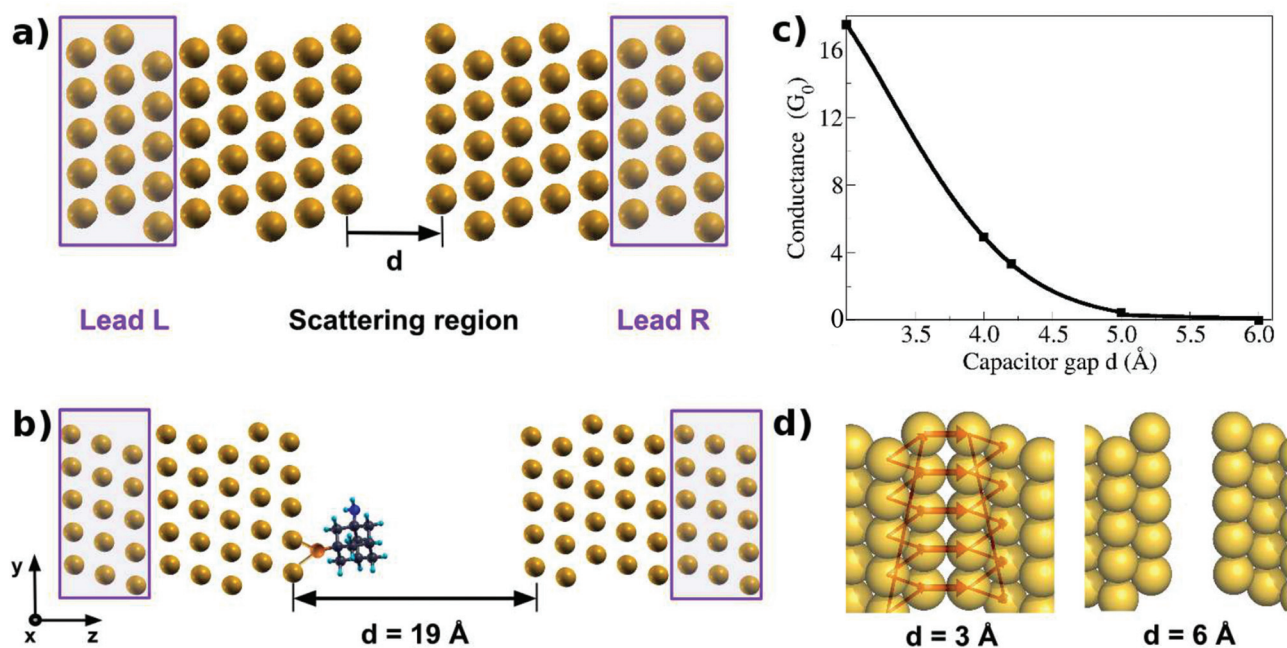 a)
d
Lead L
Scattering region
Lead R
b)
y
x
z
d = 19 Å
c)
Conductance (G₀)
16
12
8
4
0
3.5
4.0
4.5
5.0
5.5
6.0
Capacitor gap d (Å)
d)
d = 3 Å
d = 6 Å